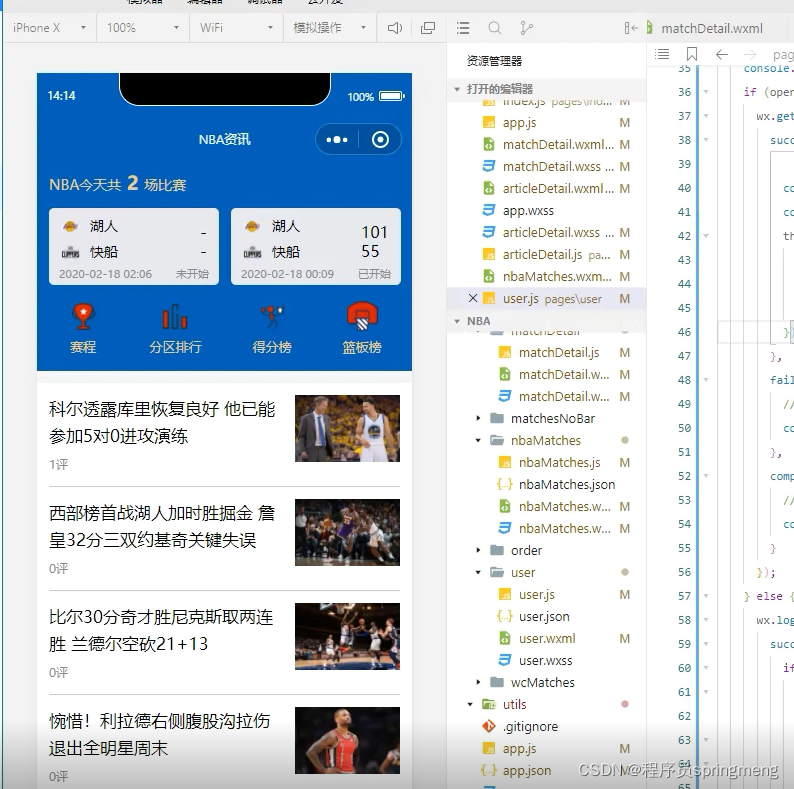 模拟器 编辑器 调试器 云开发
iPhone X 100% WiFi 模拟操作
matchDetail.wxml
资源管理器
打开的编辑器
index.js pages\ind... M
app.js M
matchDetail.wxml... M
matchDetail.wxss ... M
articleDetail.wxml... M
app.wxss
articleDetail.wxss ... M
articleDetail.js pa... M
nbaMatches.wxm... M
user.js pages\user M
NBA
matchDetail
matchDetail.js M
matchDetail.w... M
matchDetail.w... M
matchesNoBar
nbaMatches
nbaMatches.js M
nbaMatches.json
nbaMatches.w... M
nbaMatches.w... M
order
user
user.js M
user.json
user.wxml M
user.wxss
wcMatches
utils
.gitignore
app.js M
app.json M
14:14 100%
NBA资讯
NBA今天共 2 场比赛
湖人 -
快船 -
2020-02-18 02:06 未开始
湖人 101
快船 55
2020-02-18 00:09 已开始
赛程 分区排行 得分榜 篮板榜
科尔透露库里恢复良好 他已能
参加5对0进攻演练
1评
西部榜首战湖人加时胜掘金 詹
皇32分三双约基奇关键失误
0评
比尔30分奇才胜尼克斯取两连
胜 兰德尔空砍21+13
0评
惋惜！利拉德右侧腹股沟拉伤
退出全明星周末
0评
pag
35 console.
36 if (open
37 wx.get
38 succ
39
40 co
41 co
42 th
43
44
45
46 }
47 },
48 fail
49 //
50 co
51 },
52 comp
53 //
54 co
55 }
56 });
57 } else {
58 wx.log
59 succ
60 if
61
62
63
64
65
CSDN @程序员springmeng